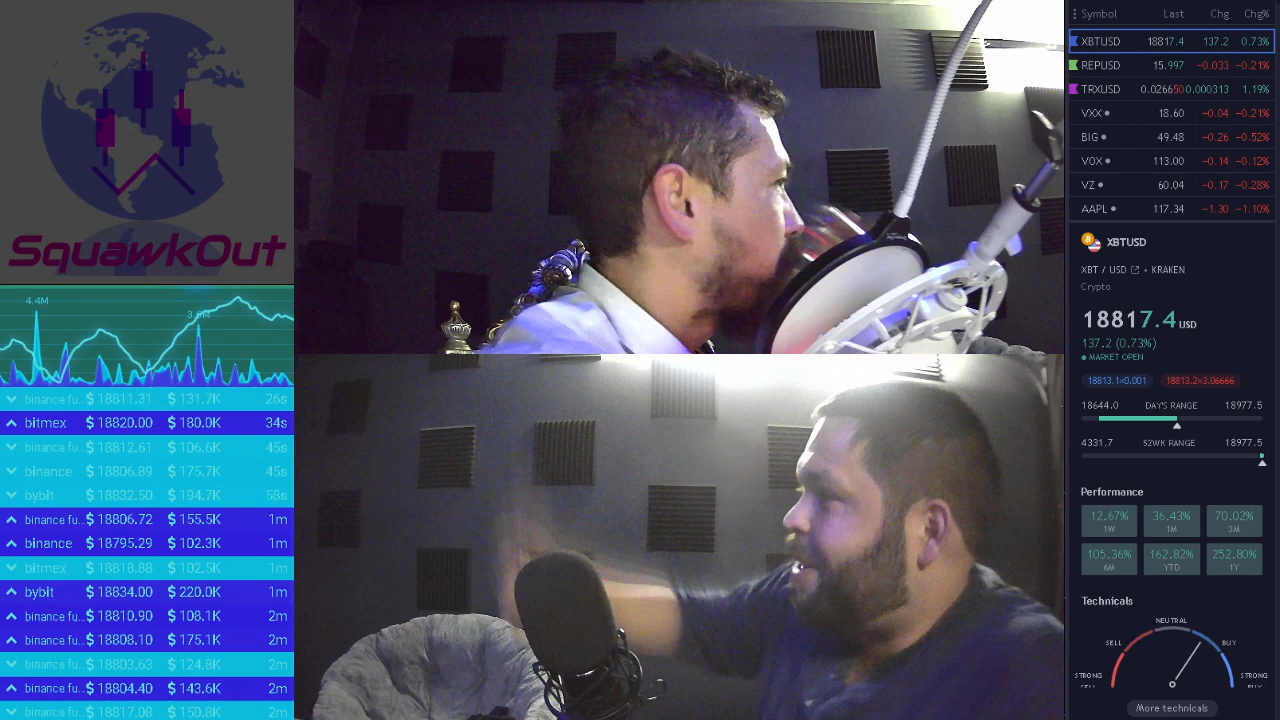 SquawkOut
4.4M
binance fu... $ 18811.31 $ 131.7K 26s
bitmex $ 18820.00 $ 180.0K 34s
binance fu... $ 18812.61 $ 106.6K 45s
binance $ 18806.89 $ 175.7K 45s
bybit $ 18832.50 $ 194.7K 58s
binance fu... $ 18806.72 $ 155.5K 1m
binance $ 18795.29 $ 102.3K 1m
bitmex $ 18818.88 $ 102.5K 1m
bybit $ 18834.00 $ 220.0K 1m
binance fu... $ 18810.90 $ 108.1K 2m
binance fu... $ 18808.10 $ 175.1K 2m
binance fu... $ 18803.63 $ 124.8K 2m
binance fu... $ 18804.40 $ 143.6K 2m
binance fu... $ 18817.08 $ 150.8K 2m
Symbol Last Chg Chg%
XBTUSD 18817.4 137.2 0.73%
REPUSD 15.997 −0.033 −0.21%
TRXUSD 0.026650 0.000313 1.19%
VXX 18.60 −0.04 −0.21%
BIG 49.48 −0.26 −0.52%
VOX 113.00 −0.14 −0.12%
VZ 60.04 −0.17 −0.28%
AAPL 117.34 −1.30 −1.10%
XBTUSD
XBT / USD • KRAKEN
Crypto
18817.4 USD
137.2 (0.73%)
MARKET OPEN
18813.1×0.001 18813.2×3.06666
18644.0 DAY'S RANGE 18977.5
4331.7 52WK RANGE 18977.5
Performance
12.67% 36.43% 70.02%
1W 1M 3M
105.36% 162.82% 252.80%
6M YTD 1Y
Technicals
NEUTRAL
SELL BUY
STRONG STRONG
More technicals